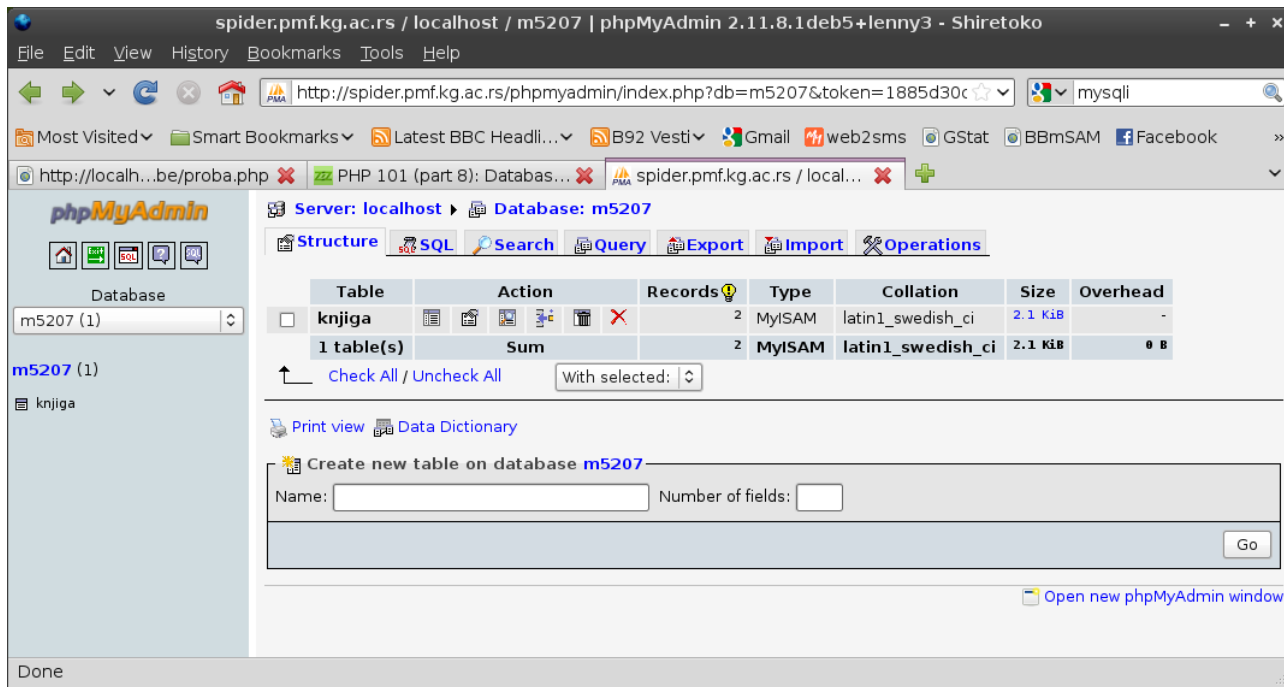 spider.pmf.kg.ac.rs / localhost / m5207 | phpMyAdmin 2.11.8.1deb5+lenny3 - Shiretoko
File Edit View History Bookmarks Tools Help
http://spider.pmf.kg.ac.rs/phpmyadmin/index.php?db=m5207&token=1885d30c mysqli
Most Visited Smart Bookmarks Latest BBC Headli... B92 Vesti Gmail web2sms GStat BBmSAM Facebook »
http://localh...be/proba.php PHP 101 (part 8): Databas... spider.pmf.kg.ac.rs / local...
phpMyAdmin
Database
m5207 (1)
m5207 (1)
knjiga
Server: localhost Database: m5207
Structure SQL Search Query Export Import Operations
Table Action Records Type Collation Size Overhead
knjiga 2 MyISAM latin1_swedish_ci 2.1 KiB -
1 table(s) Sum 2 MyISAM latin1_swedish_ci 2.1 KiB 0 B
Check All / Uncheck All With selected:
Print view Data Dictionary
Create new table on database m5207
Name: Number of fields:
Go
Open new phpMyAdmin window
Done